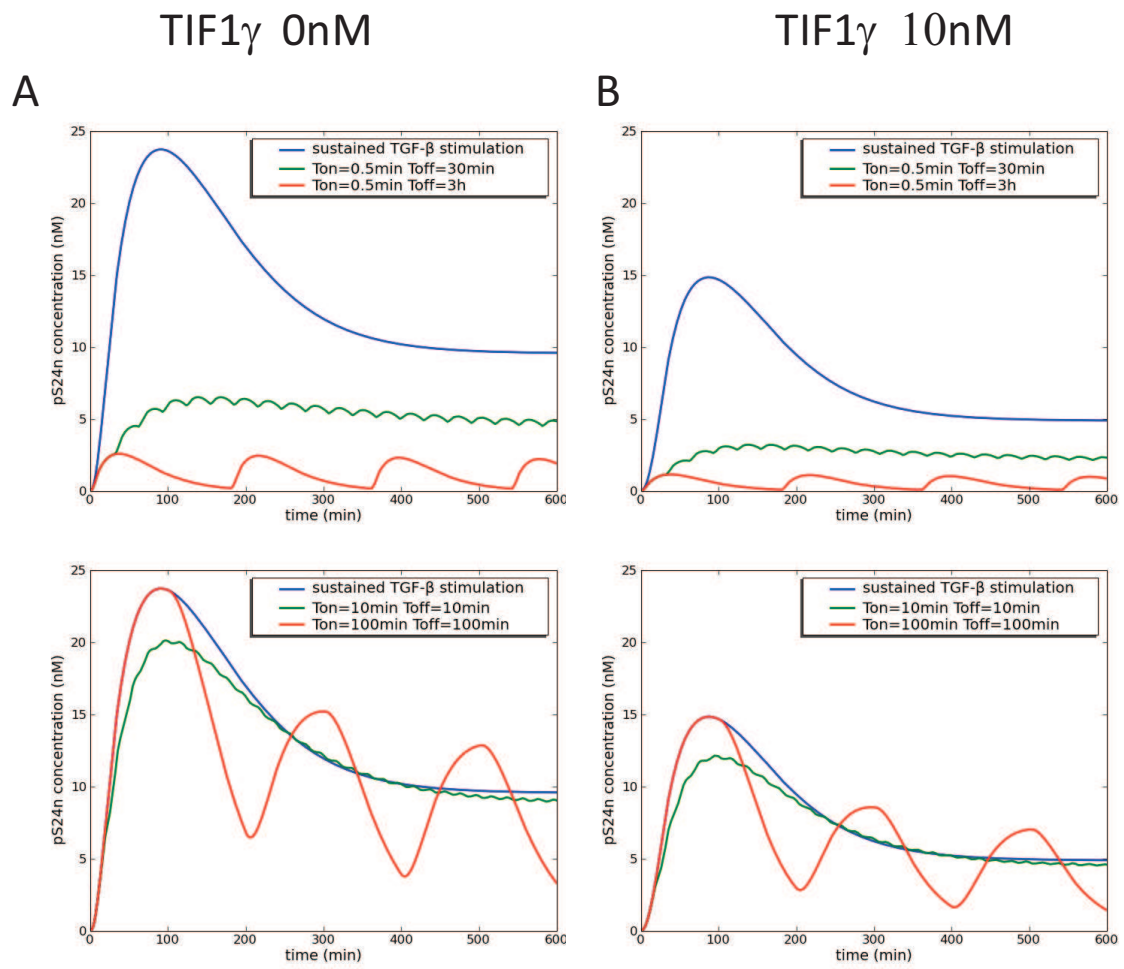 TIF1γ 0nM
TIF1γ 10nM
A
B
25
20
15
10
5
0
pS24n concentration (nM)
sustained TGF-β stimulation
Ton=0.5min Toff=30min
Ton=0.5min Toff=3h
0 100 200 300 400 500 600
time (min)
25
20
15
10
5
0
pS24n concentration (nM)
sustained TGF-β stimulation
Ton=0.5min Toff=30min
Ton=0.5min Toff=3h
0 100 200 300 400 500 600
time (min)
25
20
15
10
5
0
pS24n concentration (nM)
sustained TGF-β stimulation
Ton=10min Toff=10min
Ton=100min Toff=100min
0 100 200 300 400 500 600
time (min)
25
20
15
10
5
0
pS24n concentration (nM)
sustained TGF-β stimulation
Ton=10min Toff=10min
Ton=100min Toff=100min
0 100 200 300 400 500 600
time (min)